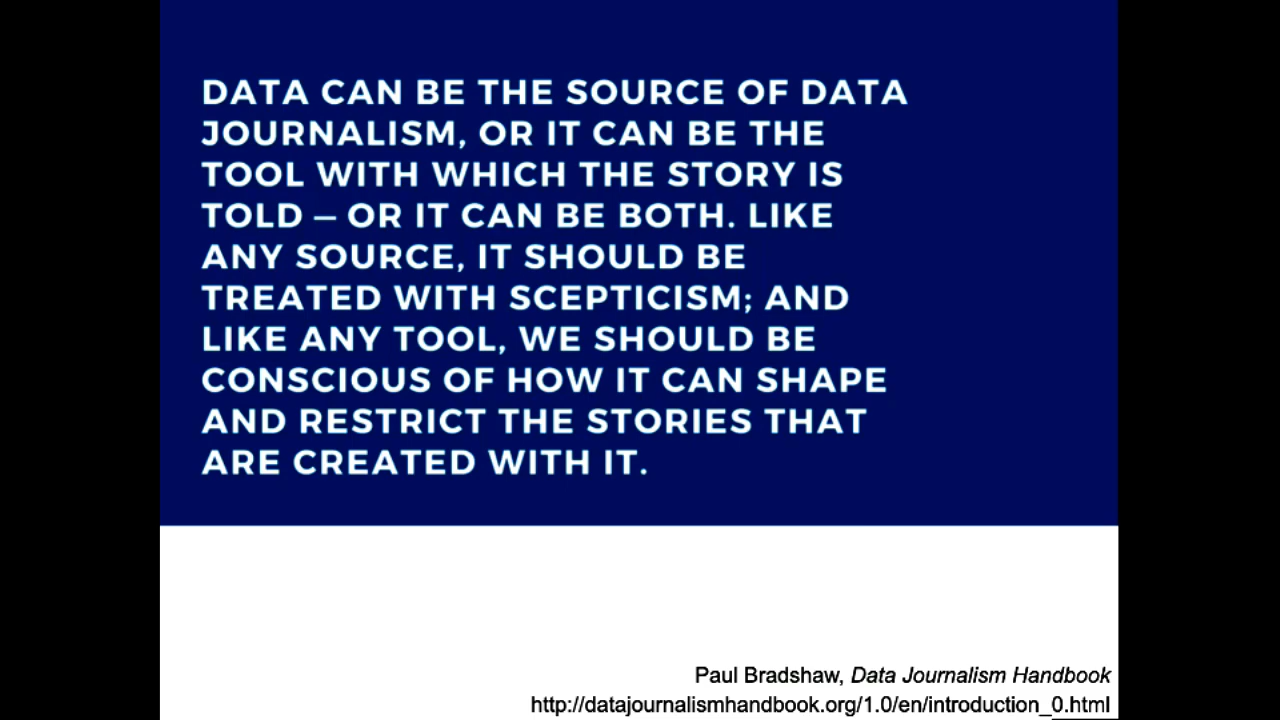 DATA CAN BE THE SOURCE OF DATA
JOURNALISM, OR IT CAN BE THE
TOOL WITH WHICH THE STORY IS
TOLD — OR IT CAN BE BOTH. LIKE
ANY SOURCE, IT SHOULD BE
TREATED WITH SCEPTICISM; AND
LIKE ANY TOOL, WE SHOULD BE
CONSCIOUS OF HOW IT CAN SHAPE
AND RESTRICT THE STORIES THAT
ARE CREATED WITH IT.
Paul Bradshaw, Data Journalism Handbook
http://datajournalismhandbook.org/1.0/en/introduction_0.html